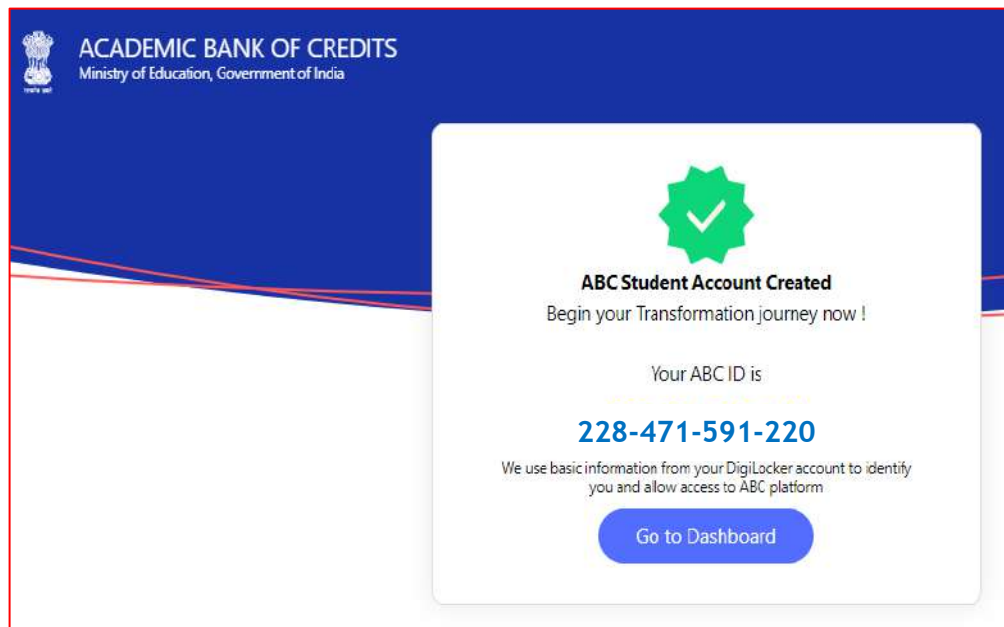 ACADEMIC BANK OF CREDITS
Ministry of Education, Government of India
ABC Student Account Created
Begin your Transformation journey now !
Your ABC ID is
228-471-591-220
We use basic information from your DigiLocker account to identify
you and allow access to ABC platform
Go to Dashboard